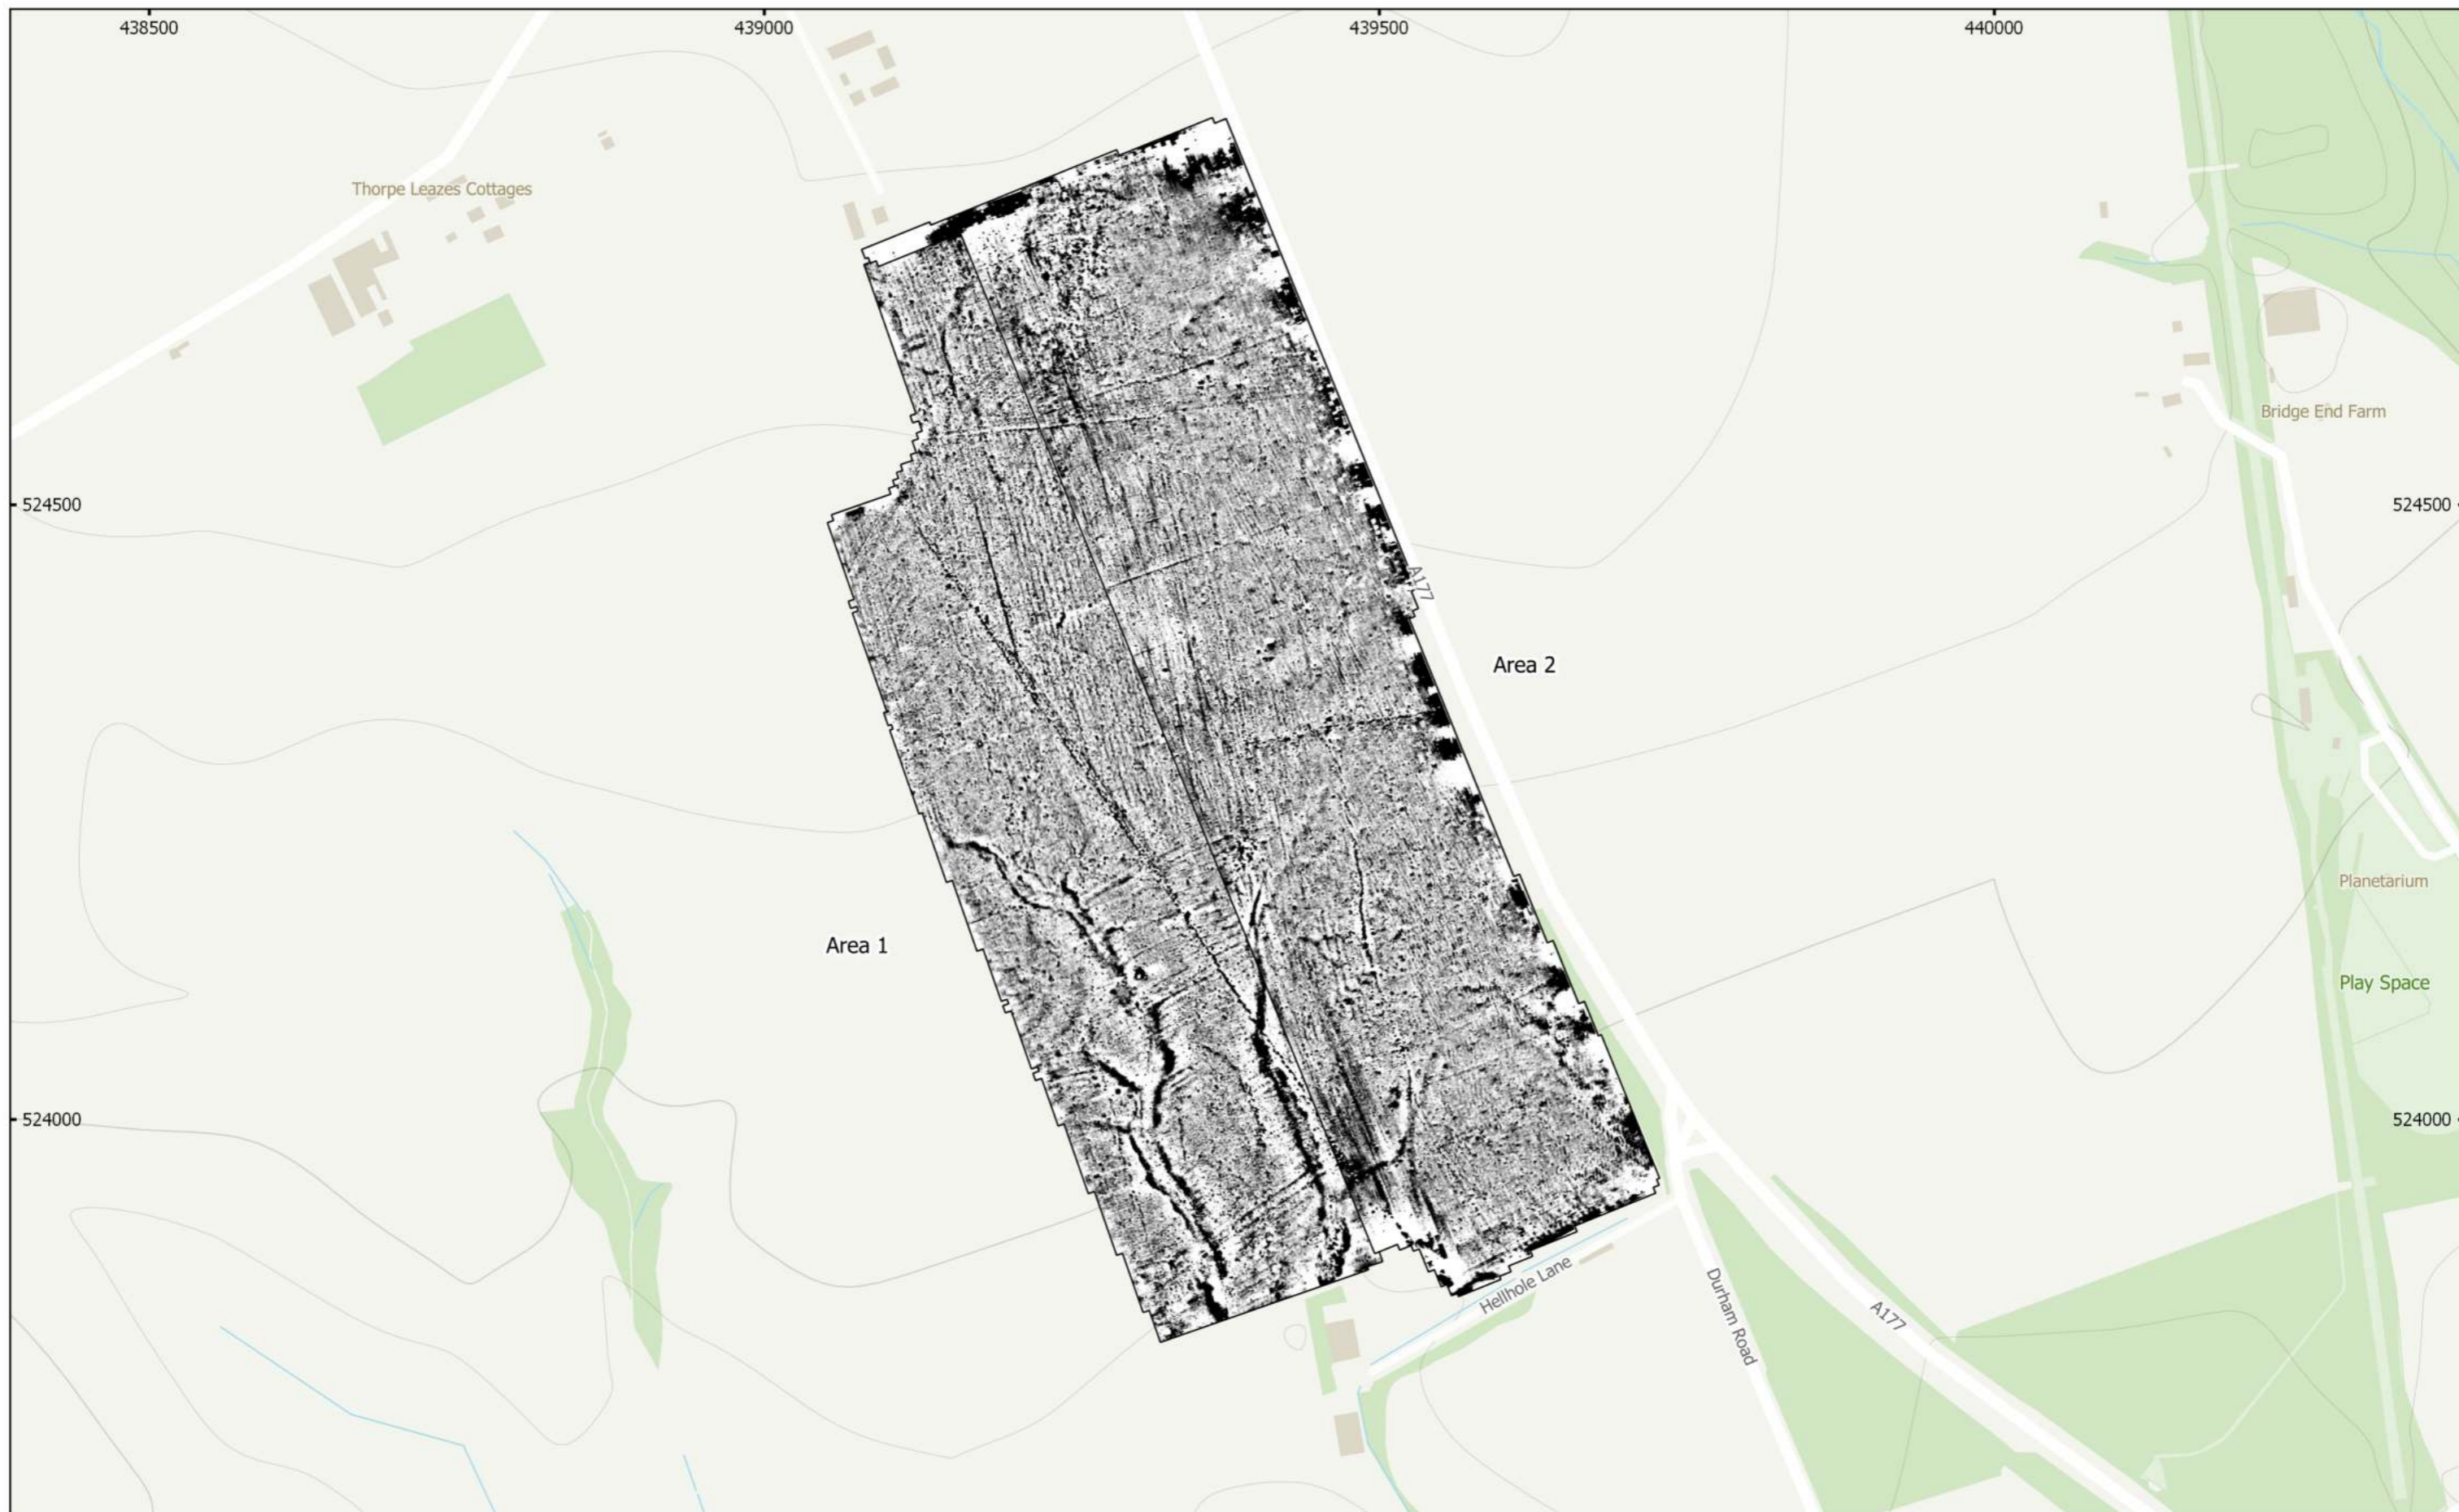 438500
439000
439500
440000
Thorpe Leazes Cottages
Bridge End Farm
524500
524500
A177
Area 2
Planetarium
Area 1
Play Space
524000
524000
Hellhole Lane
Durham Road
A177